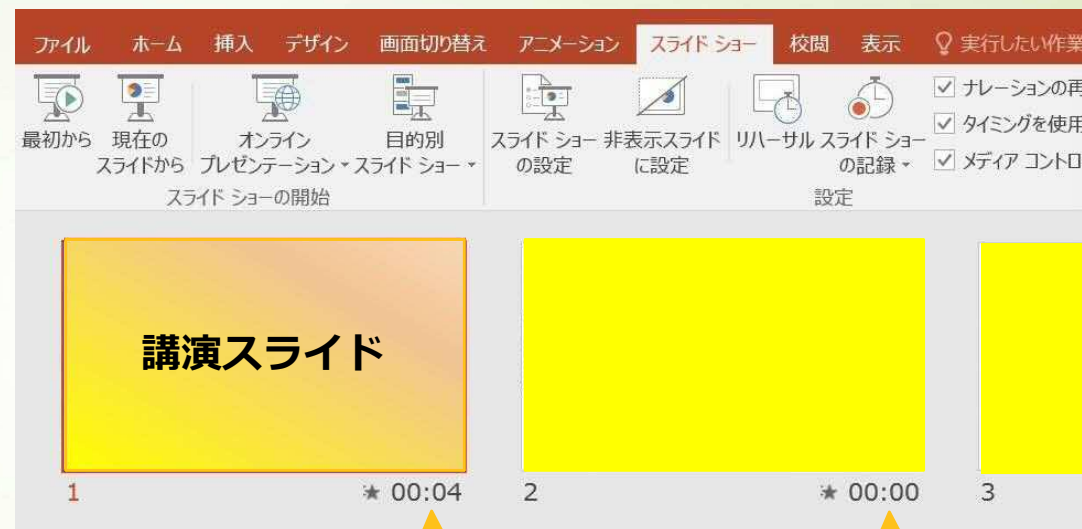 ファイル ホーム 挿入 デザイン 画面切り替え アニメーション スライド ショー 校閲 表示 実行したい作業
最初から 現在の スライドから オンライン プレゼンテーション 目的別 スライド ショー スライド ショー の設定 非表示スライド に設定 リハーサル スライド ショー の記録
ナレーションの再
タイミングを使用
メディア コントロ
スライド ショーの開始 設定
講演スライド
1 00:04 2 00:00 3